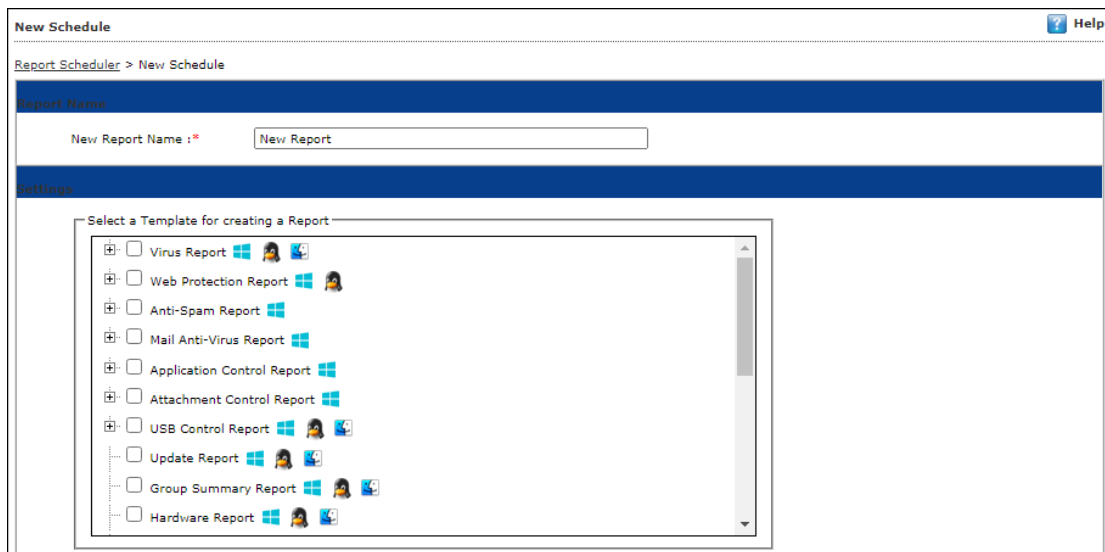 New Schedule
? Help
Report Scheduler > New Schedule
Report Name
New Report Name :* New Report
Settings
Select a Template for creating a Report
Virus Report
Web Protection Report
Anti-Spam Report
Mail Anti-Virus Report
Application Control Report
Attachment Control Report
USB Control Report
Update Report
Group Summary Report
Hardware Report